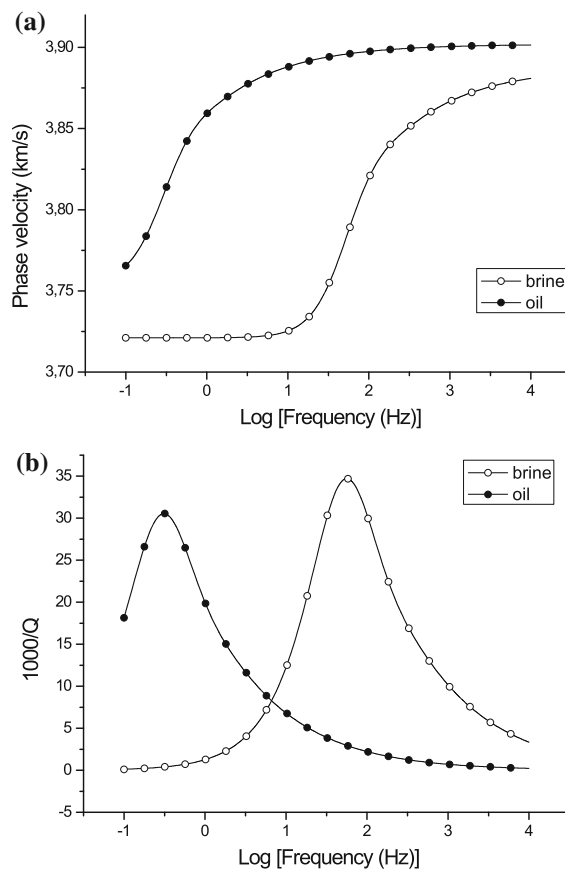 (a)
3,90
3,85
3,80
3,75
3,70
Phase velocity (km/s)
brine
oil
-1 0 1 2 3 4
Log [Frequency (Hz)]
(b)
35
30
25
20
15
10
5
0
-5
1000/Q
brine
oil
-1 0 1 2 3 4
Log [Frequency (Hz)]